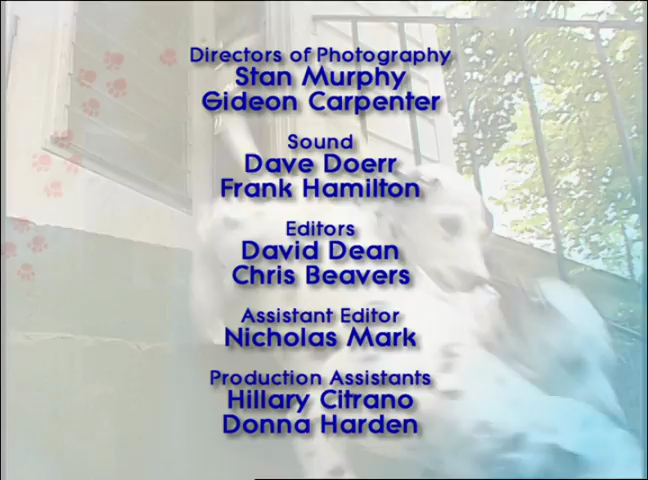 Directors of Photography
Stan Murphy
Gideon Carpenter
Sound
Dave Doerr
Frank Hamilton
Editors
David Dean
Chris Beavers
Assistant Editor
Nicholas Mark
Production Assistants
Hillary Citrano
Donna Harden